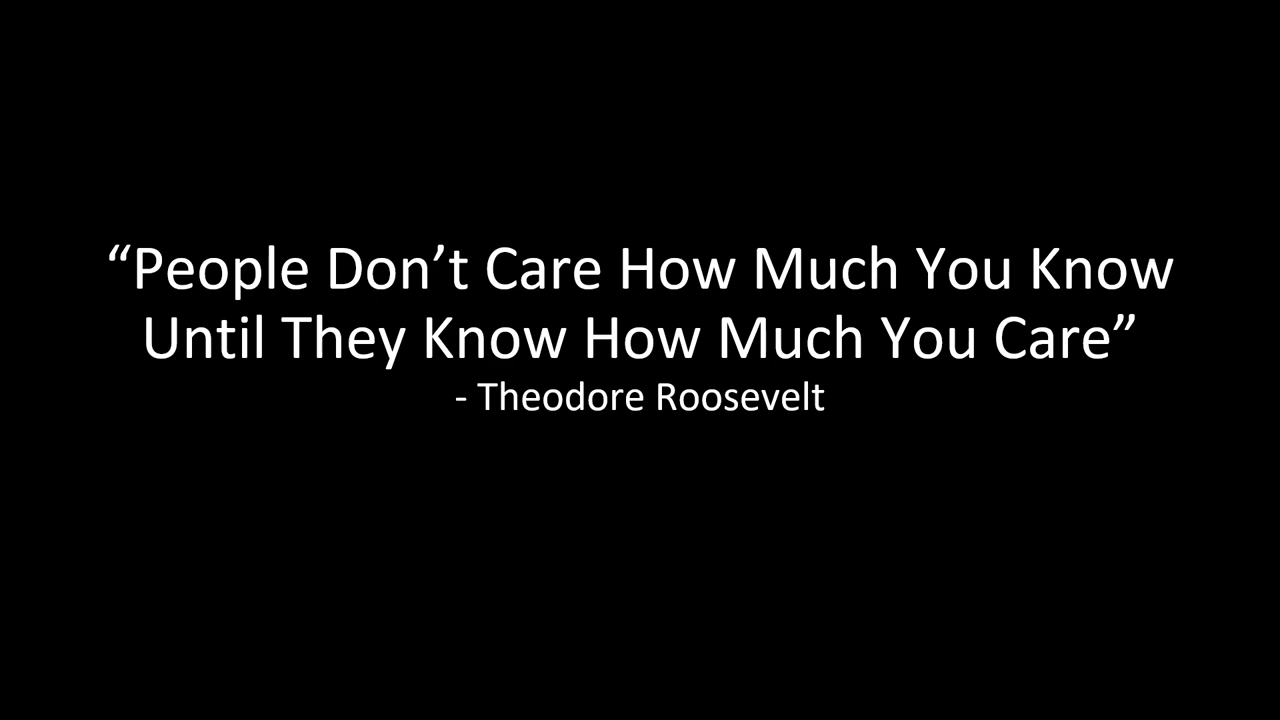 “People Don’t Care How Much You Know
Until They Know How Much You Care”
- Theodore Roosevelt